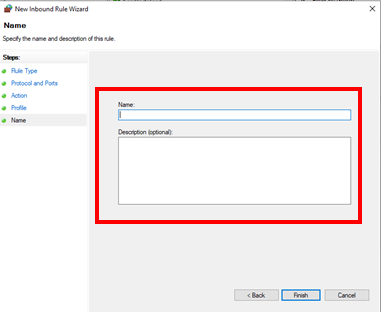 New Inbound Rule Wizard
Name
Specify the name and description of this rule.
Steps:
Rule Type
Protocol and Ports
Action
Profile
Name
Name:
Description (optional):
< Back
Finish
Cancel